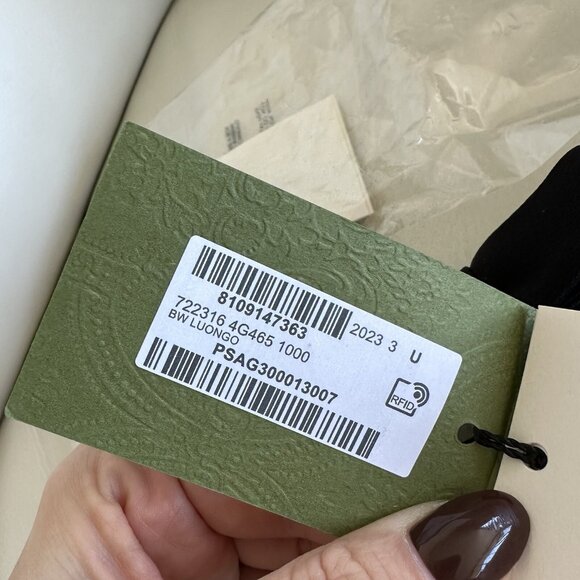 8109147363
2023 3 U
722316 4G465 1000
BW LUONGO
PSAG300013007
RFID